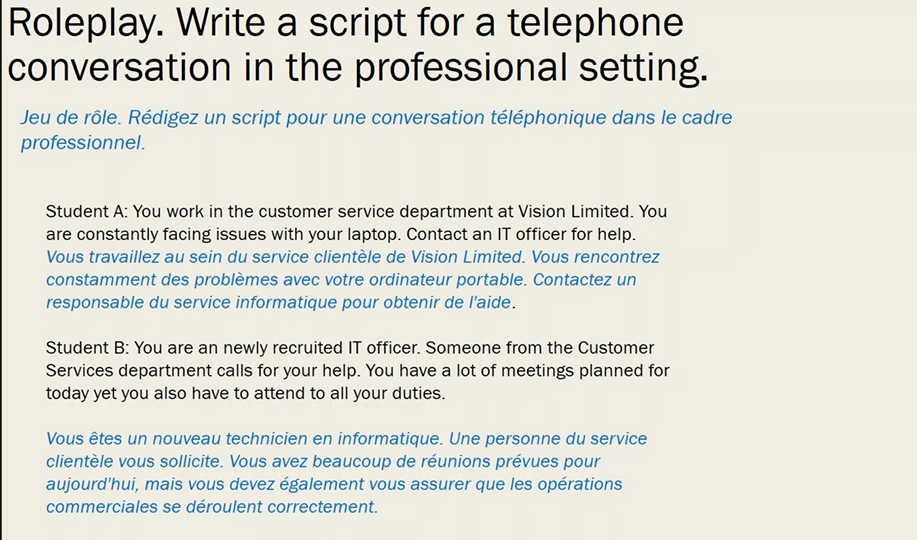 Roleplay. Write a script for a telephone
conversation in the professional setting.
Jeu de rôle. Rédigez un script pour une conversation téléphonique dans le cadre
professionnel.
Student A: You work in the customer service department at Vision Limited. You
are constantly facing issues with your laptop. Contact an IT officer for help.
Vous travaillez au sein du service clientèle de Vision Limited. Vous rencontrez
constamment des problèmes avec votre ordinateur portable. Contactez un
responsable du service informatique pour obtenir de l'aide.
Student B: You are an newly recruited IT officer. Someone from the Customer
Services department calls for your help. You have a lot of meetings planned for
today yet you also have to attend to all your duties.
Vous êtes un nouveau technicien en informatique. Une personne du service
clientèle vous sollicite. Vous avez beaucoup de réunions prévues pour
aujourd'hui, mais vous devez également vous assurer que les opérations
commerciales se déroulent correctement.